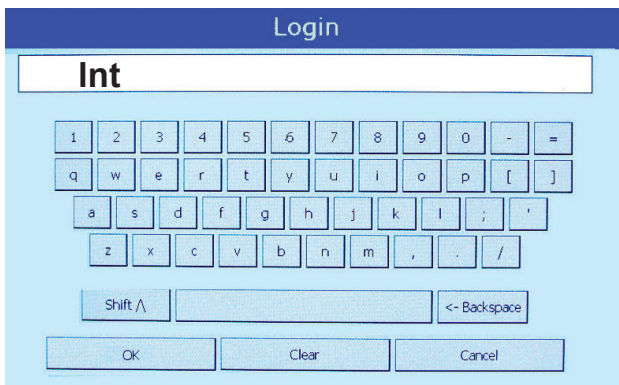 Login
Int
1 2 3 4 5 6 7 8 9 0 - =
q w e r t y u i o p [ ]
a s d f g h j k l ; '
z x c v b n m , . /
Shift /\ <- Backspace
OK Clear Cancel